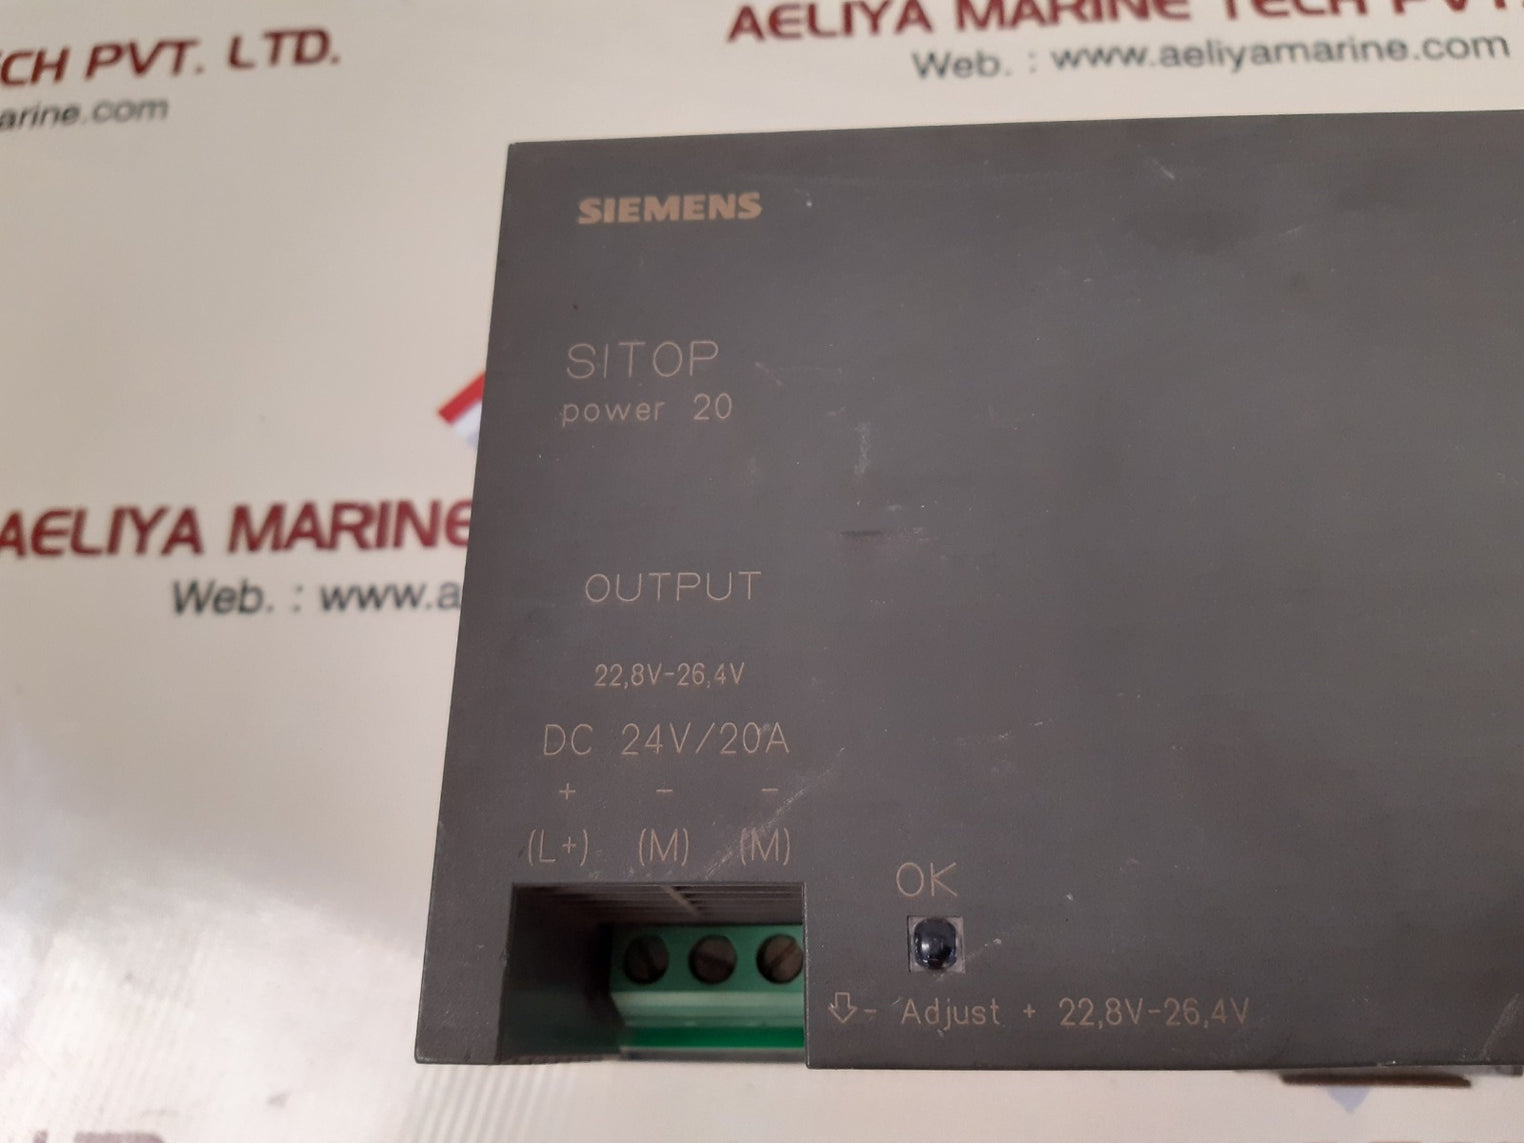 CH PVT. LTD.
arine.com
AELIYA MARINE TECH PVT.
Web. : www.aeliyamarine.com
SIEMENS
SITOP
power 20
AELIYA MARINE
Web. : www.a
OUTPUT
22,8V-26,4V
DC 24V/20A
+ - -
(L+) (M) (M)
OK
- Adjust + 22,8V-26,4V